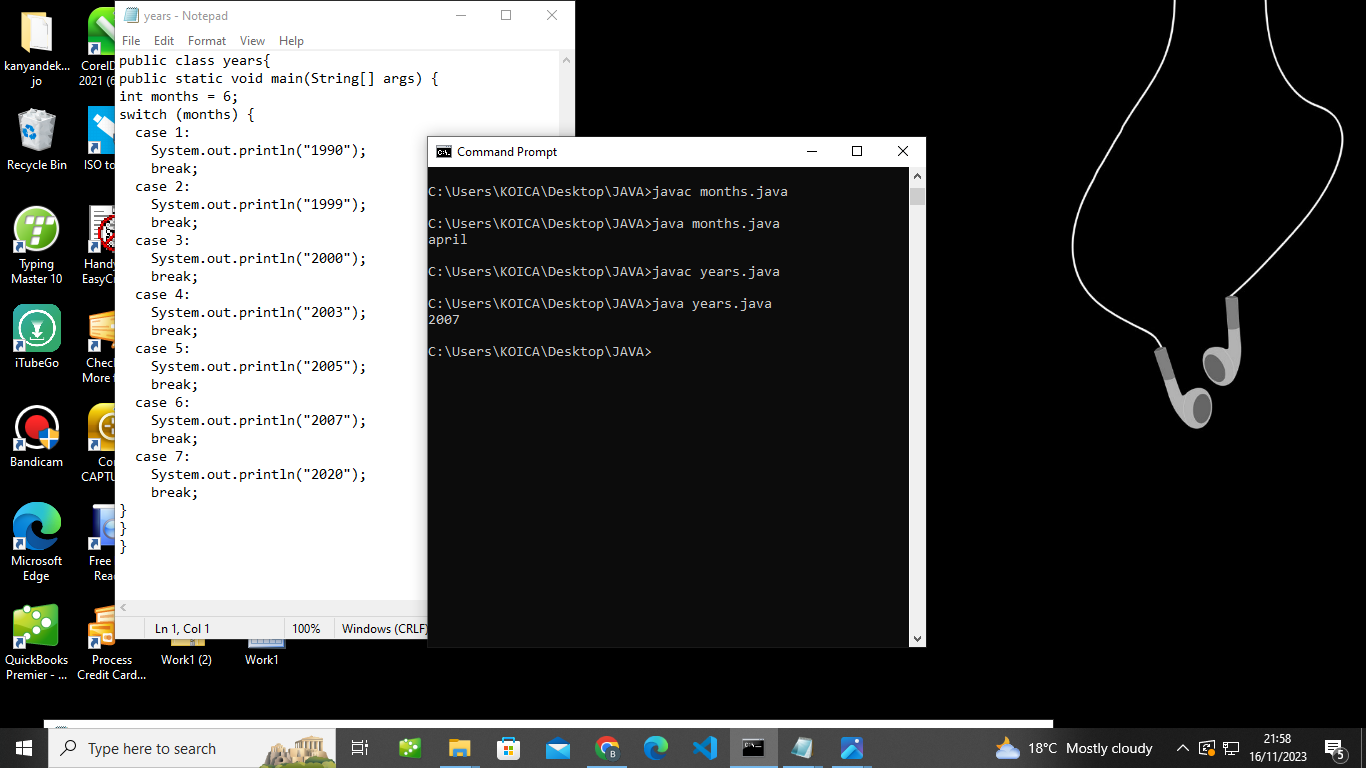 kanyandek...
jo
CorelD
2021 (6
Recycle Bin
ISO to
Typing
Master 10
Handy
EasyCr
iTubeGo
Check
More f
Bandicam
Cor
CAPTU
Microsoft
Edge
Free
Read
QuickBooks
Premier - ...
Process
Credit Card...
Work1 (2)
Work1
years - Notepad
File Edit Format View Help
public class years{
public static void main(String[] args) {
int months = 6;
switch (months) {
case 1:
System.out.println("1990");
break;
case 2:
System.out.println("1999");
break;
case 3:
System.out.println("2000");
break;
case 4:
System.out.println("2003");
break;
case 5:
System.out.println("2005");
break;
case 6:
System.out.println("2007");
break;
case 7:
System.out.println("2020");
break;
}
}
}
Ln 1, Col 1 100% Windows (CRLF)
Command Prompt
C:\Users\KOICA\Desktop\JAVA>javac months.java
C:\Users\KOICA\Desktop\JAVA>java months.java
april
C:\Users\KOICA\Desktop\JAVA>javac years.java
C:\Users\KOICA\Desktop\JAVA>java years.java
2007
C:\Users\KOICA\Desktop\JAVA>
Type here to search
18°C Mostly cloudy
21:58
16/11/2023
5